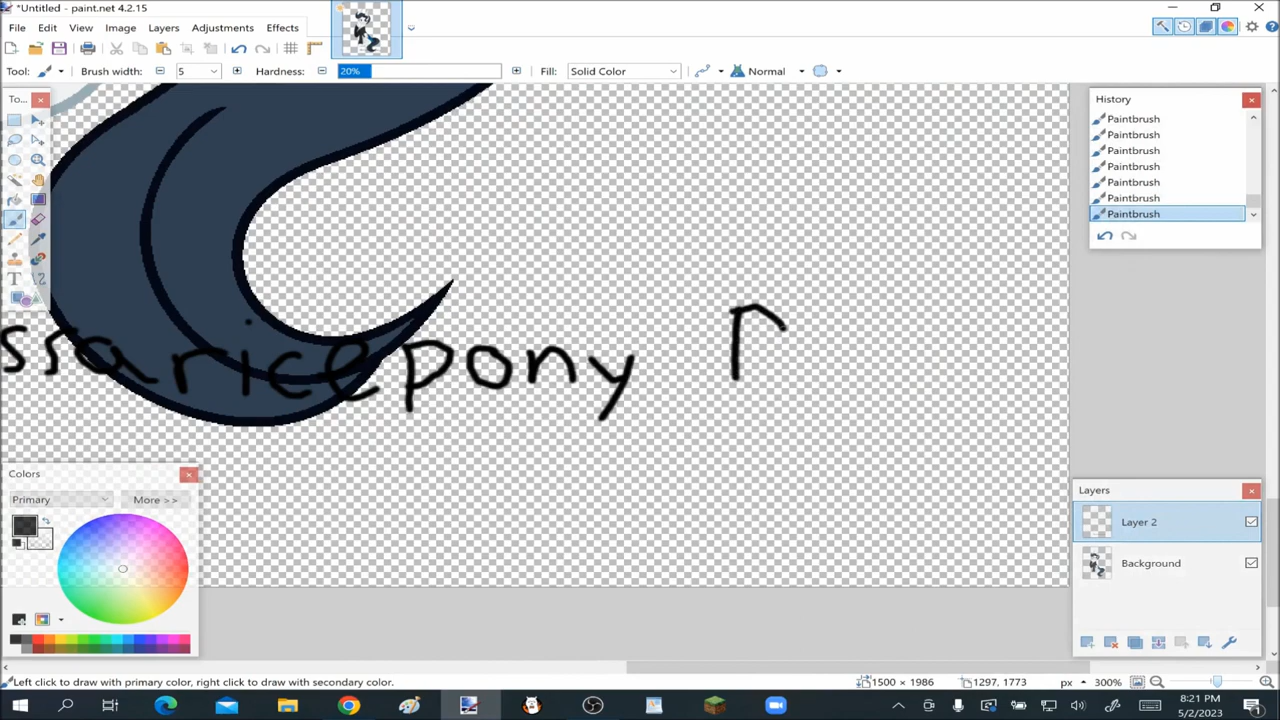 *Untitled - paint.net 4.2.15
File Edit View Image Layers Adjustments Effects
Tool: Brush width: 5 Hardness: 20% Fill: Solid Color Normal
To...
History
Paintbrush
Paintbrush
Paintbrush
Paintbrush
Paintbrush
Paintbrush
Paintbrush
ssaricepony
Colors
Primary More >>
Layers
Layer 2
Background
Left click to draw with primary color, right click to draw with secondary color. 1500 × 1986 1297, 1773 px 300%
8:21 PM
5/2/2023